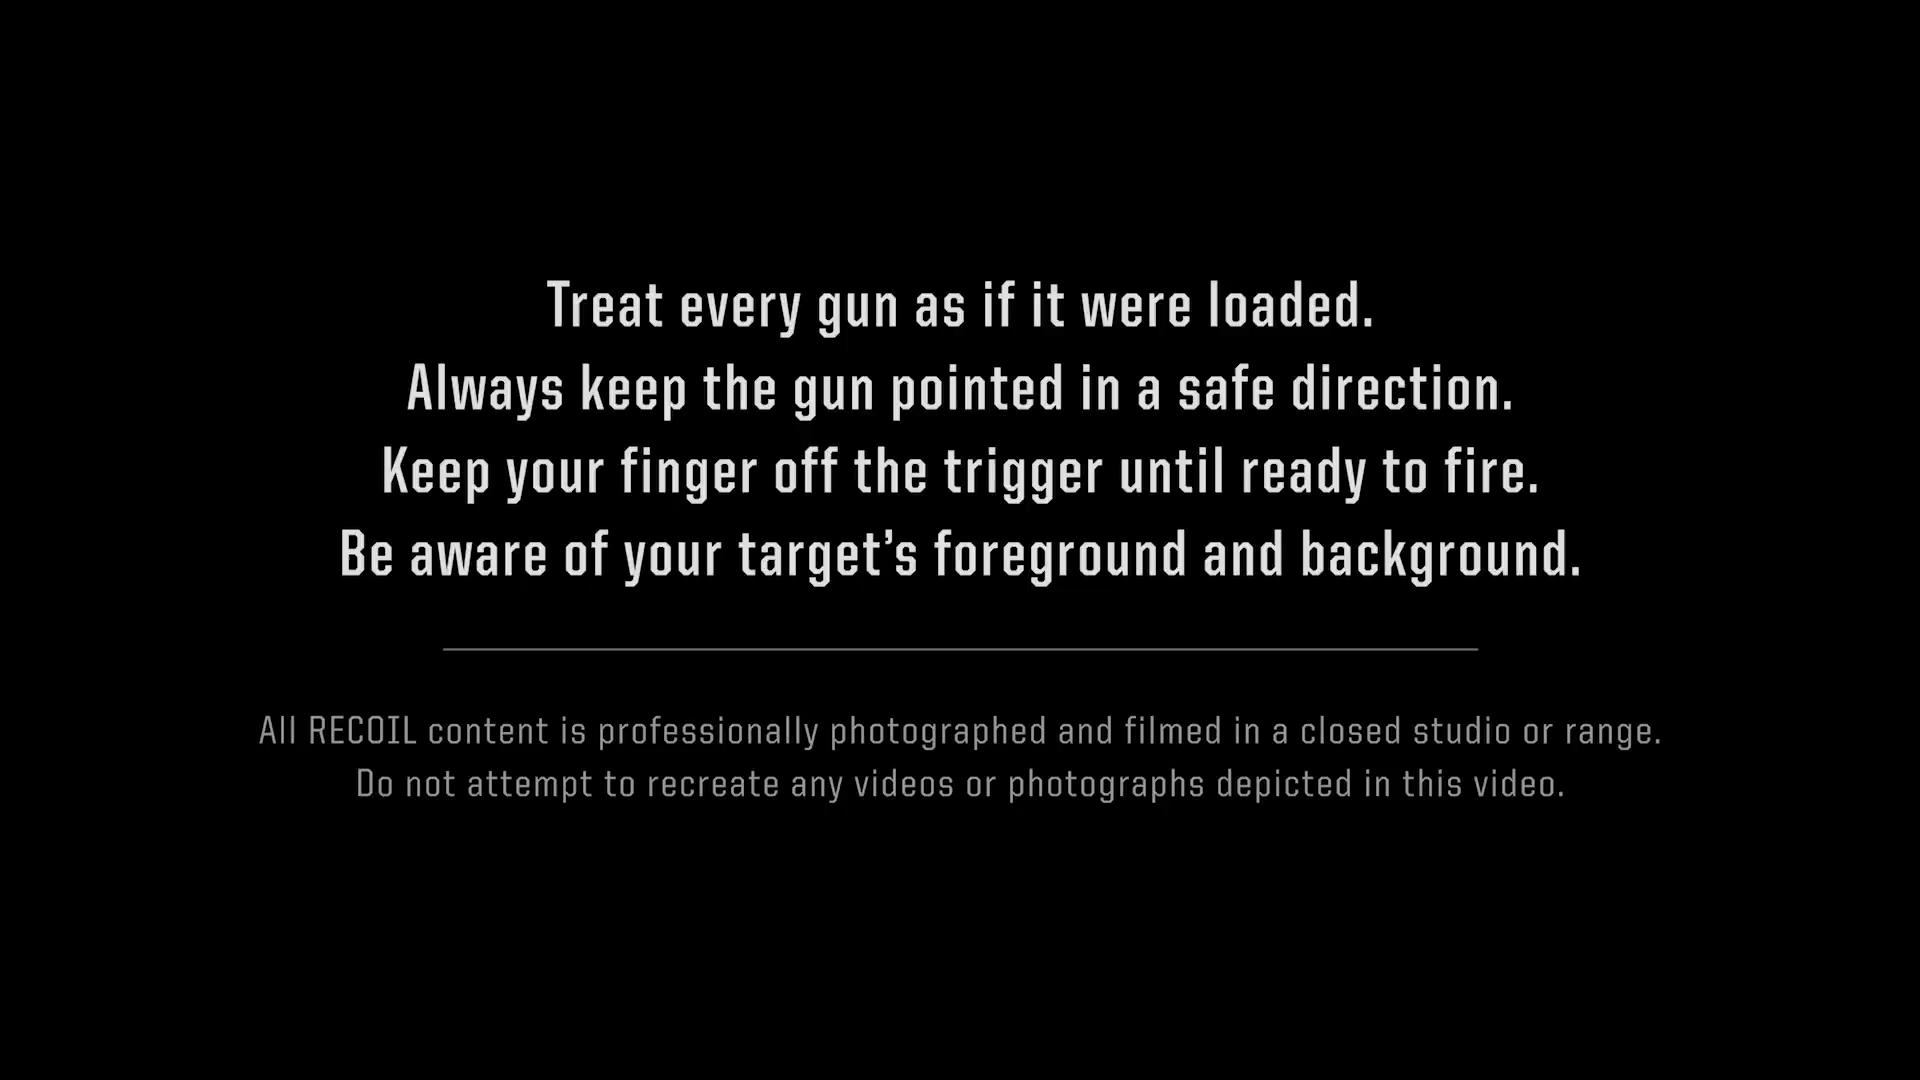 Treat every gun as if it were loaded.
Always keep the gun pointed in a safe direction.
Keep your finger off the trigger until ready to fire.
Be aware of your target’s foreground and background.
All RECOIL content is professionally photographed and filmed in a closed studio or range.
Do not attempt to recreate any videos or photographs depicted in this video.